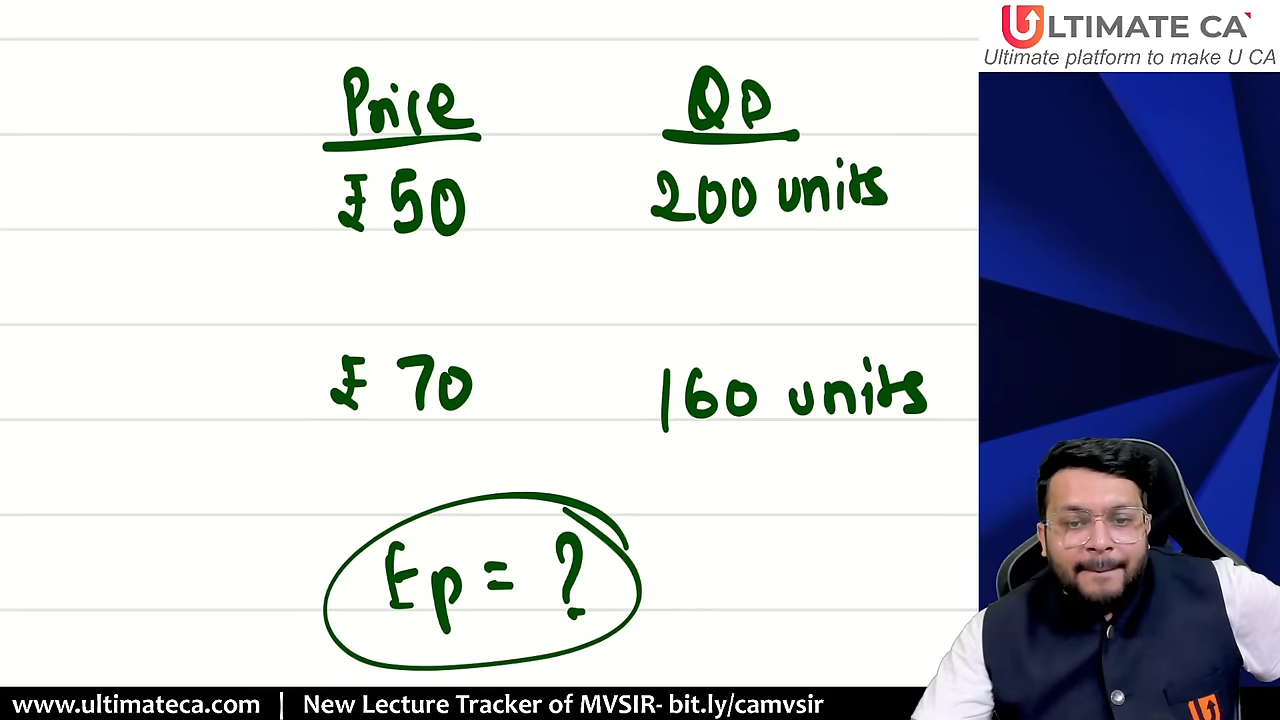 ULTIMATE CA
Ultimate platform to make U CA
Price QD
₹ 50 200 units
₹ 70 160 units
Ep = ?
www.ultimateca.com | New Lecture Tracker of MVSIR- bit.ly/camvsir